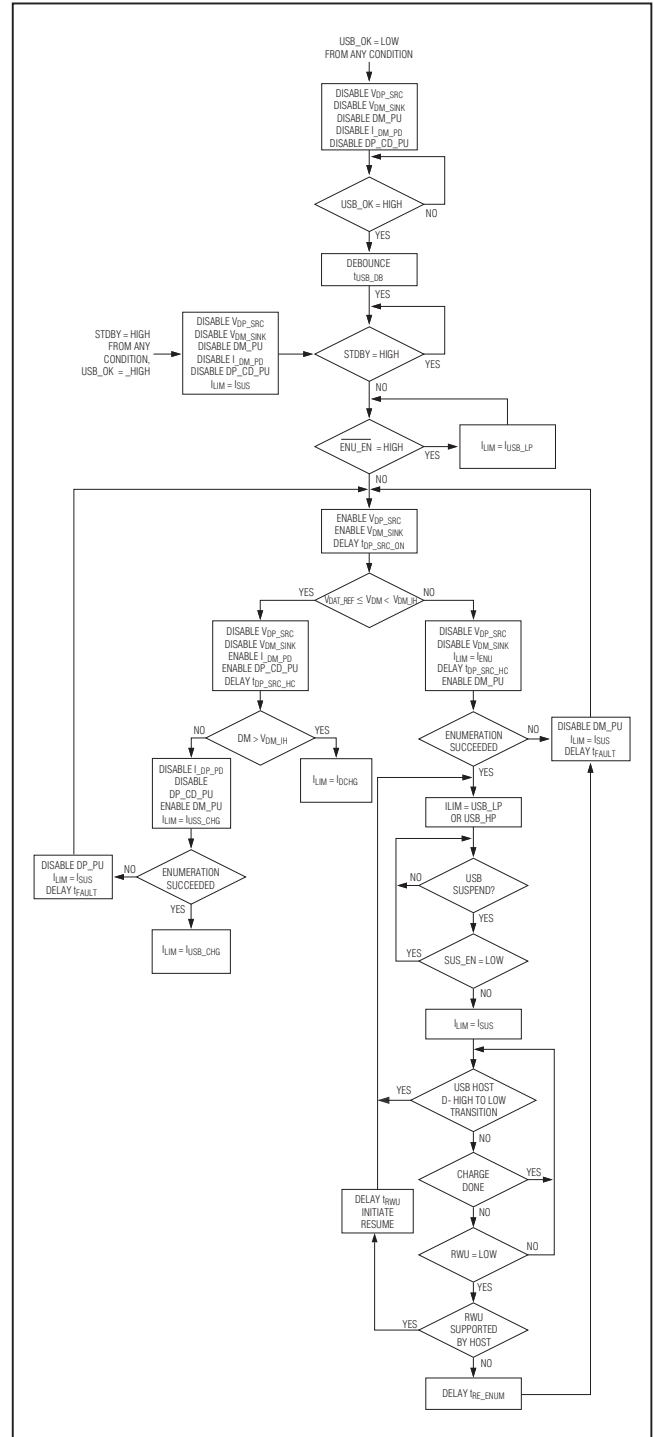 USB_OK = LOW
FROM ANY CONDITION
DISABLE VDP_SRC
DISABLE VDM_SINK
DISABLE DM_PU
DISABLE I_DM_PD
DISABLE DP_CD_PU
USB_OK = HIGH
NO
YES
DEBOUNCE
tUSB_DB
YES
STDBY = HIGH
FROM ANY
CONDITION,
USB_OK = _HIGH
DISABLE VDP_SRC
DISABLE VDM_SINK
DISABLE DM_PU
DISABLE I_DM_PD
DISABLE DP_CD_PU
ILIM = ISUS
STDBY = HIGH
YES
NO
ENU_EN = HIGH
YES
ILIM = IUSB_LP
NO
ENABLE VDP_SRC
ENABLE VDM_SINK
DELAY tDP_SRC_ON
YES
VDAT_REF ≤ VDM < VDM_IH
NO
DISABLE VDP_SRC
DISABLE VDM_SINK
ENABLE I_DM_PD
ENABLE DP_CD_PU
DELAY tDP_SRC_HC
DISABLE VDP_SRC
DISABLE VDM_SINK
ILIM = IENU
DELAY tDP_SRC_HC
ENABLE DM_PU
NO
DM > VDM_IH
YES
ILIM = IDCHG
ENUMERATION
SUCCEEDED
NO
YES
DISABLE DM_PU
ILIM = ISUS
DELAY tFAULT
DISABLE I_DP_PD
DISABLE
DP_CD_PU
ENABLE DM_PU
ILIM = IUSS_CHG
ILIM = USB_LP
OR USB_HP
DISABLE DP_PU
ILIM = ISUS
DELAY tFAULT
NO
ENUMERATION
SUCCEEDED
YES
ILIM = IUSB_CHG
NO
USB
SUSPEND?
YES
YES
SUS_EN = LOW
NO
ILIM = ISUS
YES
USB HOST
D- HIGH TO LOW
TRANSITION
NO
CHARGE
DONE
YES
NO
DELAY tRWU
INITIATE
RESUME
RWU = LOW
NO
YES
YES
RWU
SUPPORTED
BY HOST
NO
DELAY tRE_ENUM